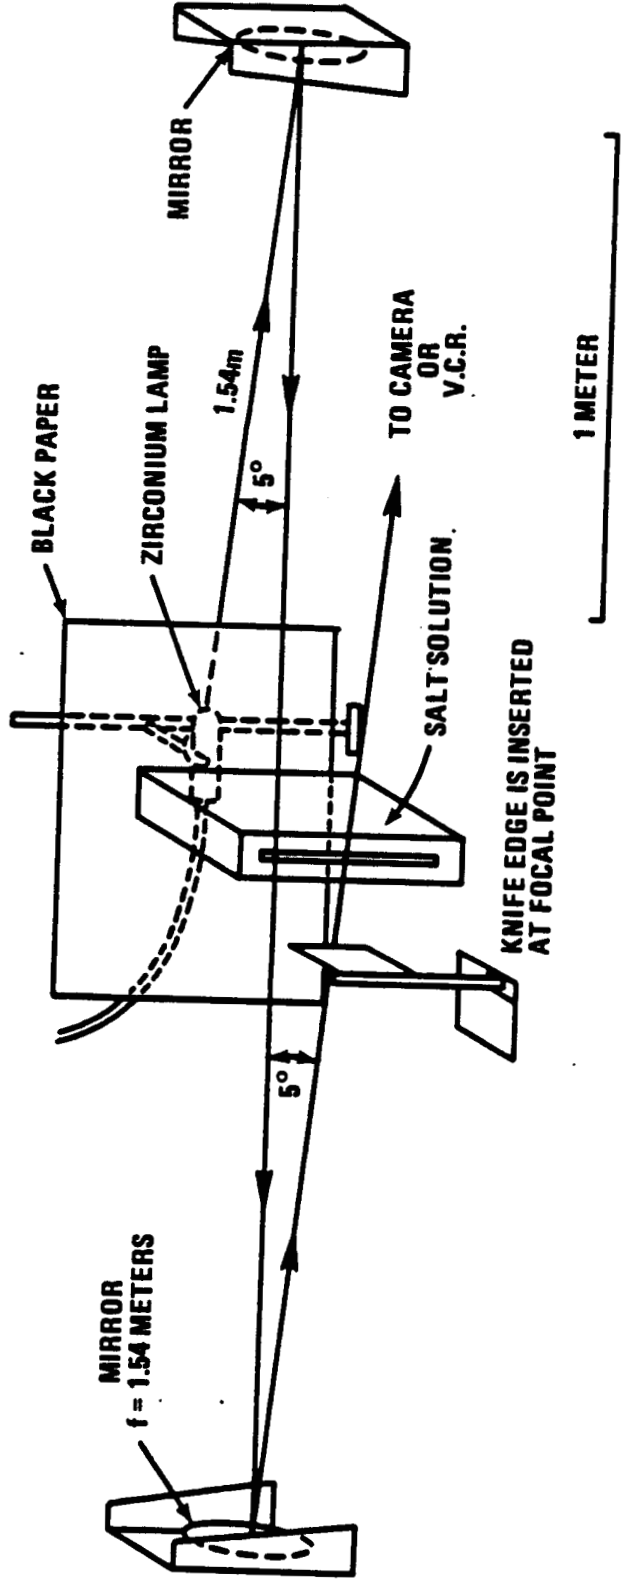 MIRROR
f = 1.54 METERS
BLACK PAPER
ZIRCONIUM LAMP
MIRROR
1.54m
5°
5°
TO CAMERA
OR
V.C.R.
SALT SOLUTION
KNIFE EDGE IS INSERTED
AT FOCAL POINT
1 METER